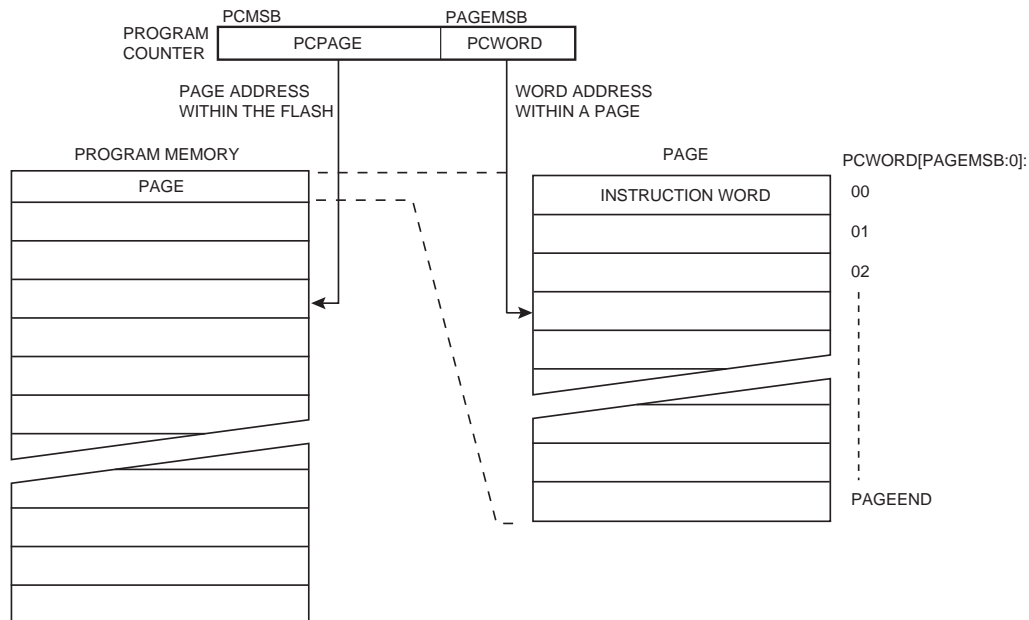 PCMSB
PAGEMSB
PROGRAM
COUNTER
PCPAGE
PCWORD
PAGE ADDRESS
WITHIN THE FLASH
WORD ADDRESS
WITHIN A PAGE
PROGRAM MEMORY
PAGE
PAGE
PCWORD[PAGEMSB:0]:
INSTRUCTION WORD
00
01
02
PAGEEND